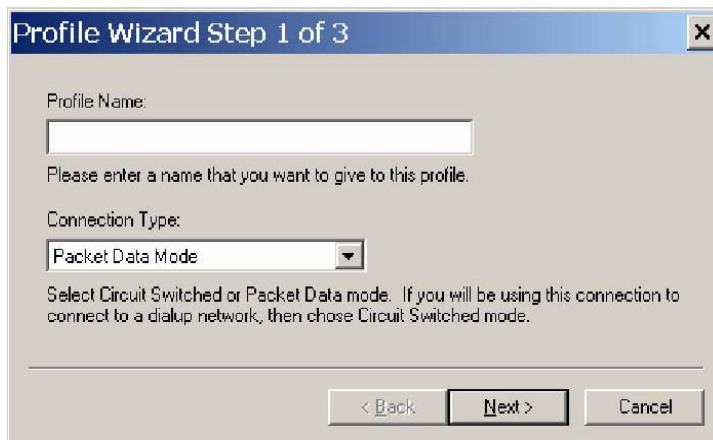 Profile Wizard Step 1 of 3
Profile Name:
Please enter a name that you want to give to this profile.
Connection Type:
Packet Data Mode
Select Circuit Switched or Packet Data mode. If you will be using this connection to
connect to a dialup network, then chose Circuit Switched mode.
< Back
Next >
Cancel